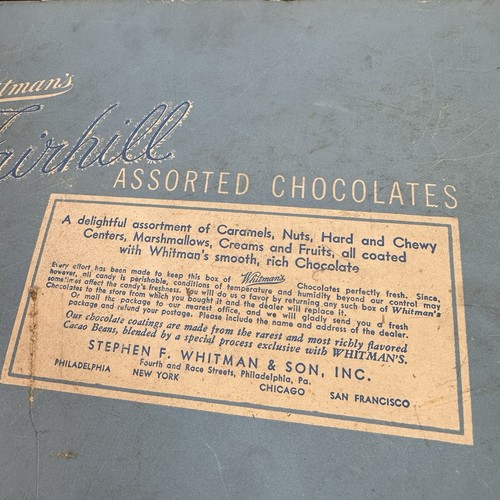 itman's
Fairhill
ASSORTED CHOCOLATES
A delightful assortment of Caramels, Nuts, Hard and Chewy
Centers, Marshmallows, Creams and Fruits, all coated
with Whitman's smooth, rich Chocolate
Every effort has been made to keep this box of Whitman's Chocolates perfectly fresh. Since,
however, all candy is perishable, conditions of temperature and humidity beyond our control may
sometimes affect the candy's freshness. You will do us a favor by returning any such box of Whitman's
Chocolates to the store from which you bought it and the dealer will replace it.
Or mail the package to our nearest office, and we will gladly send you a fresh
package and refund your postage. Please include the name and address of the dealer.
Our chocolate coatings are made from the rarest and most richly flavored
Cacao Beans, blended by a special process exclusive with WHITMAN'S.
STEPHEN F. WHITMAN & SON, INC.
Fourth and Race Streets, Philadelphia, Pa.
PHILADELPHIA NEW YORK CHICAGO SAN FRANCISCO